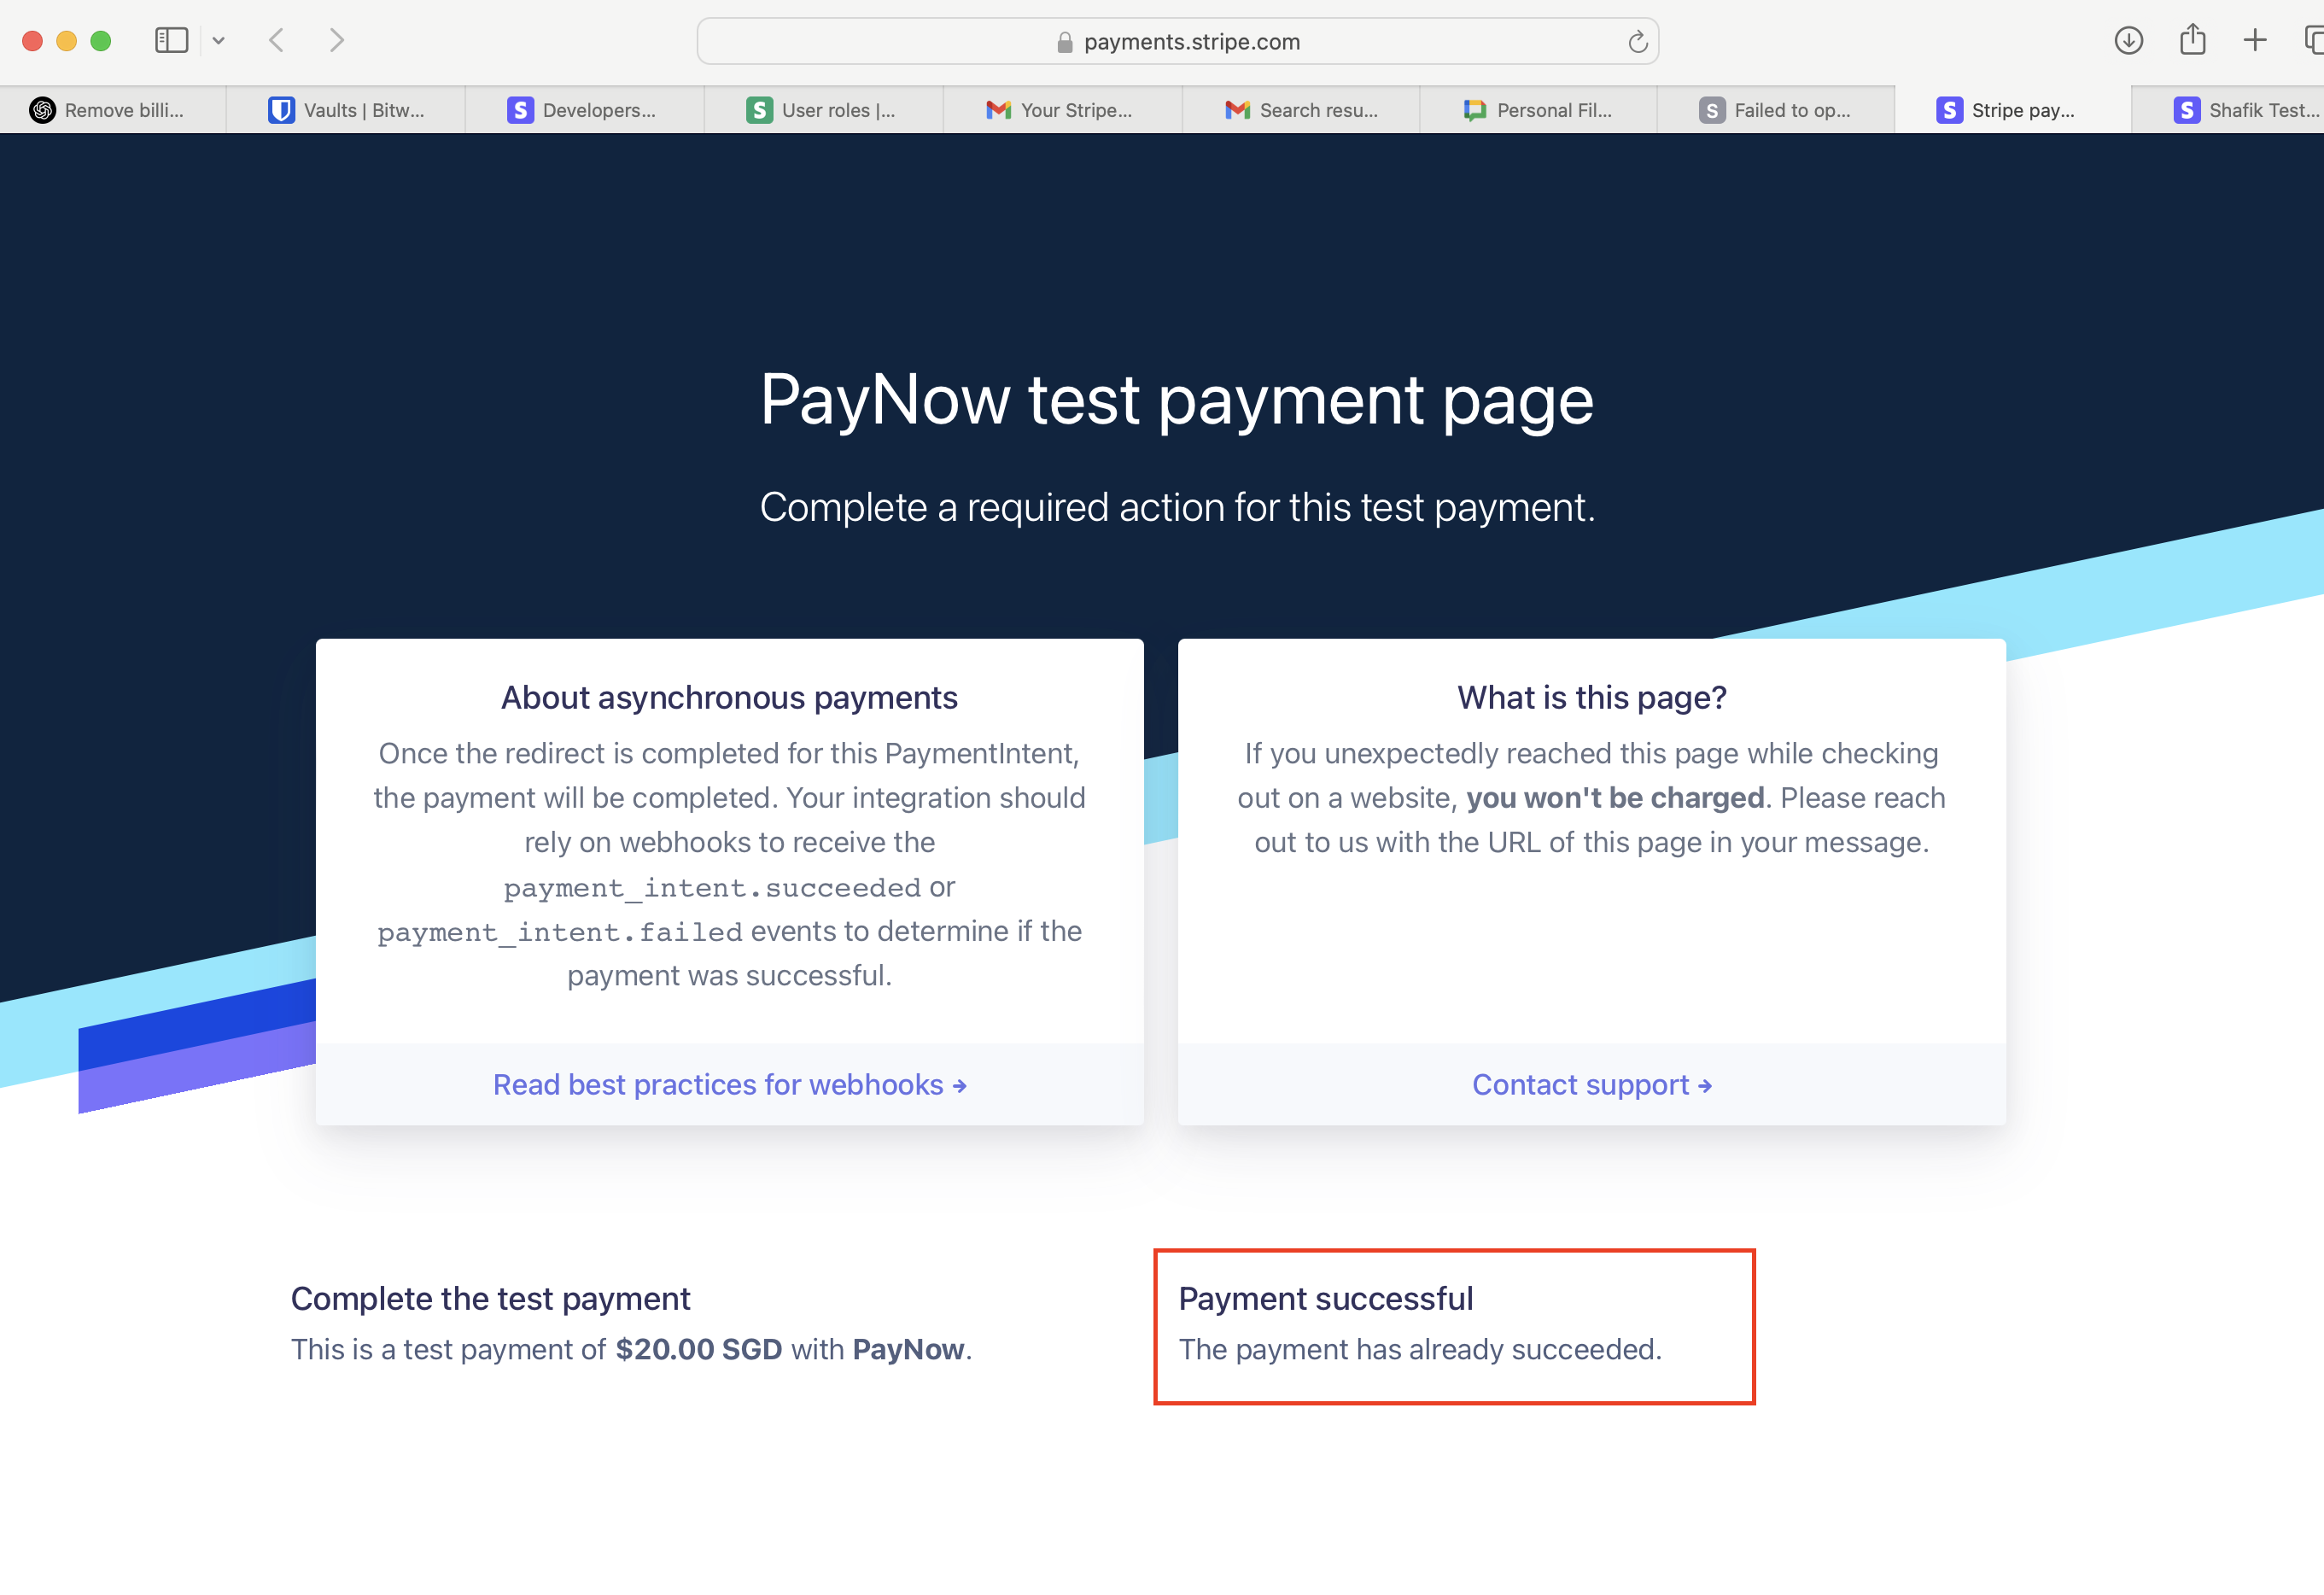 payments.stripe.com
Remove billi...
Vaults | Bitw...
S Developers...
S User roles |...
Your Stripe...
Search resu...
Personal Fil...
S Failed to op...
S Stripe pay...
S Shafik Test...
PayNow test payment page
Complete a required action for this test payment.
About asynchronous payments
Once the redirect is completed for this PaymentIntent,
the payment will be completed. Your integration should
rely on webhooks to receive the
payment_intent.succeeded or
payment_intent.failed events to determine if the
payment was successful.
Read best practices for webhooks →
What is this page?
If you unexpectedly reached this page while checking
out on a website, you won't be charged. Please reach
out to us with the URL of this page in your message.
Contact support →
Complete the test payment
This is a test payment of $20.00 SGD with PayNow.
Payment successful
The payment has already succeeded.